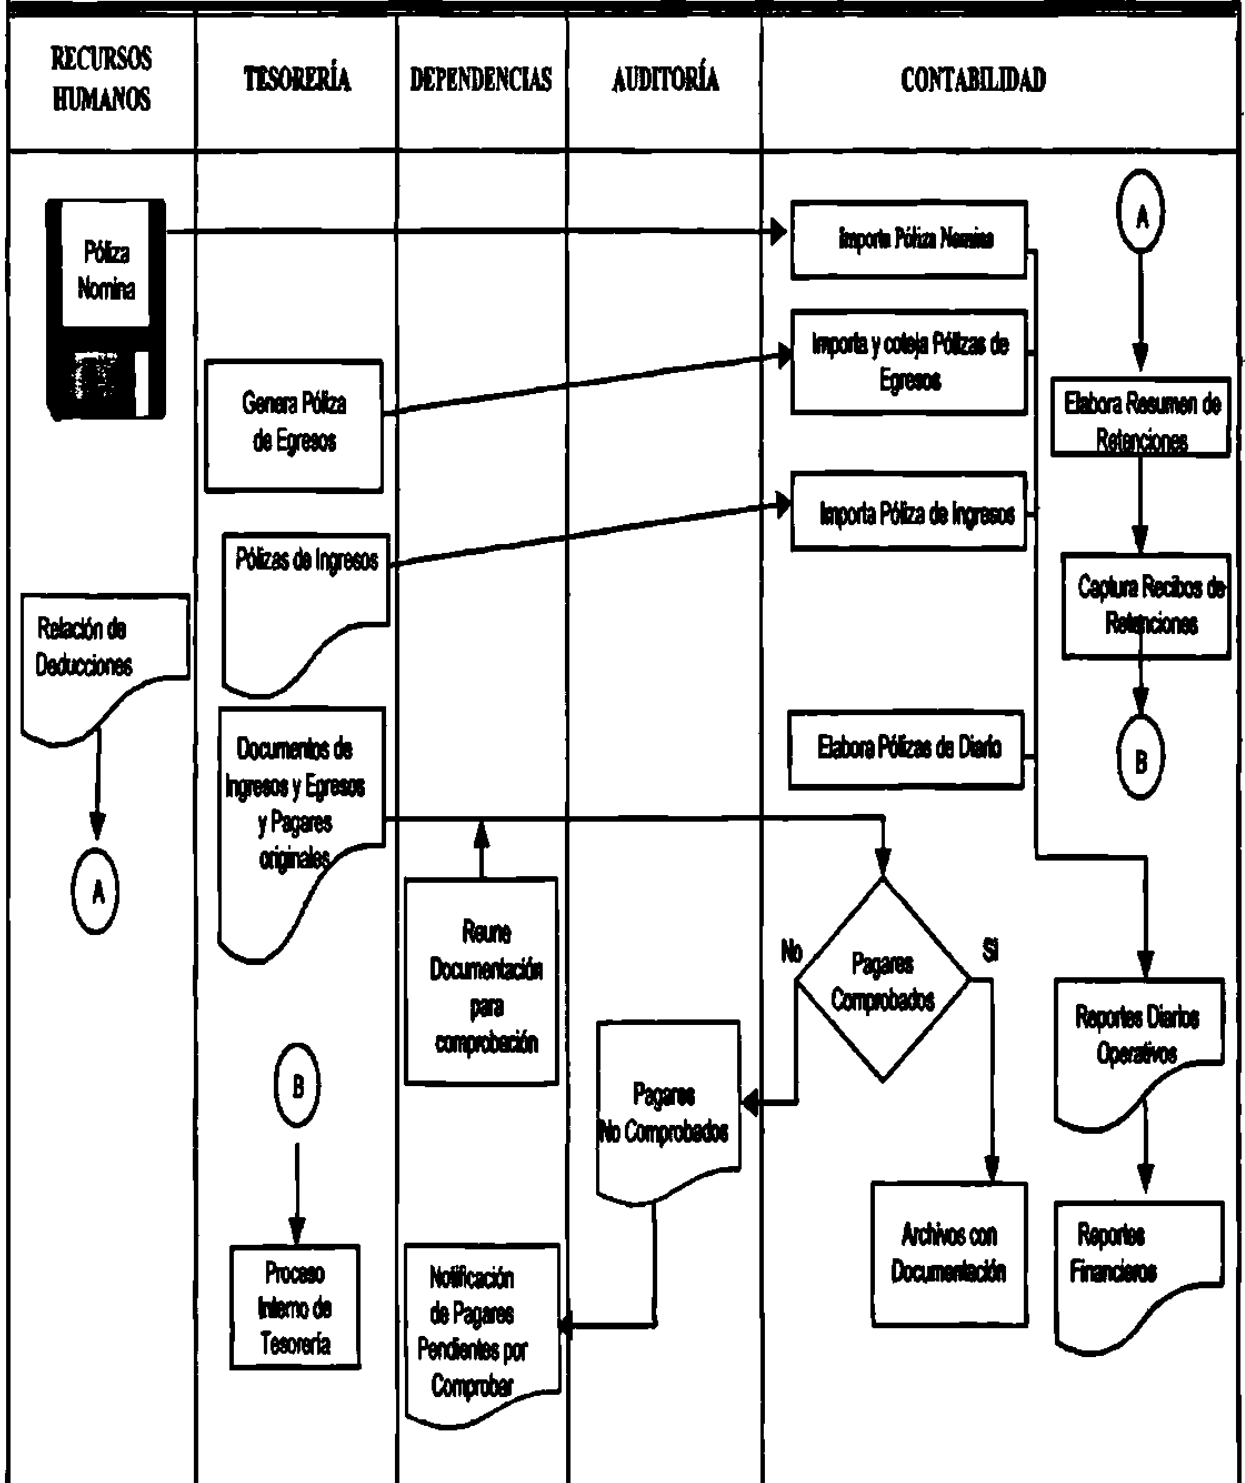 RECURSOS
HUMANOS
TESORERÍA
DEPENDENCIAS
AUDITORÍA
CONTABILIDAD
Póliza
Nomina
Importa Póliza Nomina
A
Importa y coteja Pólizas de
Egresos
Genera Póliza
de Egresos
Elabora Resumen de
Retenciones
Importa Póliza de Ingresos
Pólizas de Ingresos
Captura Recibos de
Retenciones
Relación de
Deducciones
Elabora Pólizas de Diario
B
Documentos de
Ingresos y Egresos
y Pagares
originales
A
Reune
Documentación
para
comprobación
No
Si
Pagares
Comprobados
Reportes Diarios
Operativos
B
Pagares
No Comprobados
Archivos con
Documentación
Reportes
Financieros
Proceso
Interno de
Tesorería
Notificación
de Pagares
Pendientes por
Comprobar